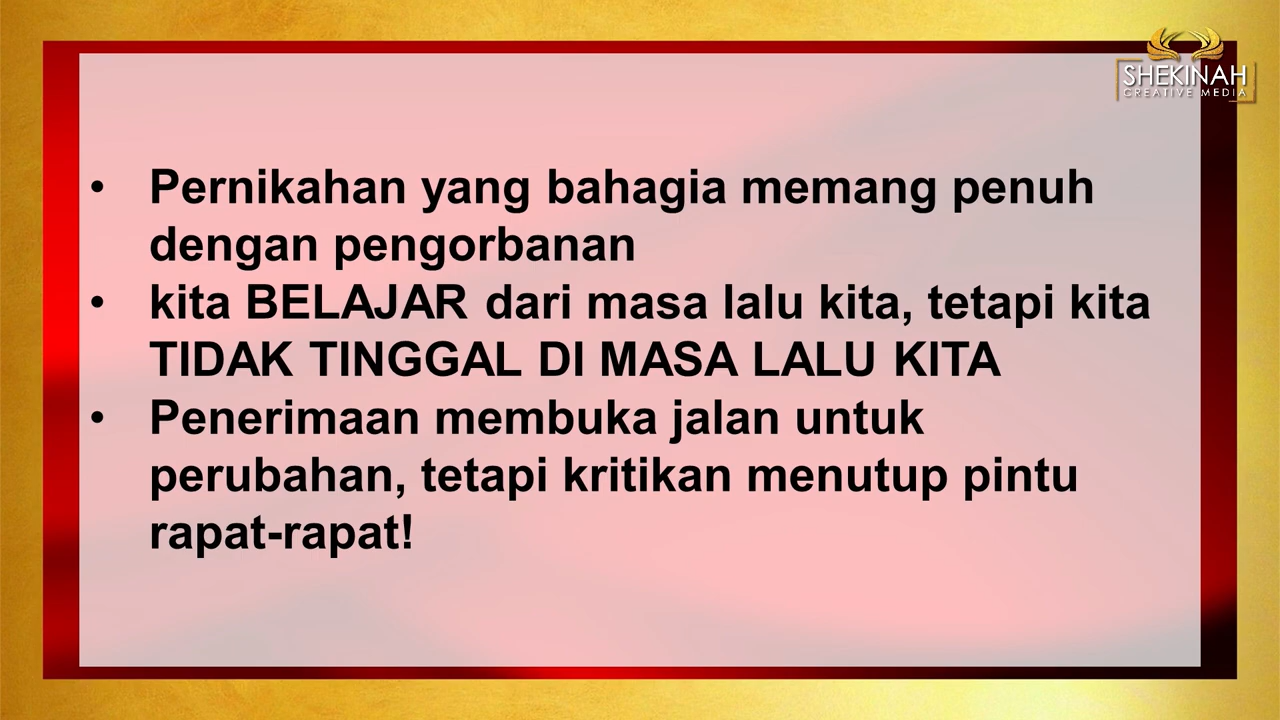 SHEKINAH
CREATIVE MEDIA
• Pernikahan yang bahagia memang penuh
dengan pengorbanan
• kita BELAJAR dari masa lalu kita, tetapi kita
TIDAK TINGGAL DI MASA LALU KITA
• Penerimaan membuka jalan untuk
perubahan, tetapi kritikan menutup pintu
rapat-rapat!